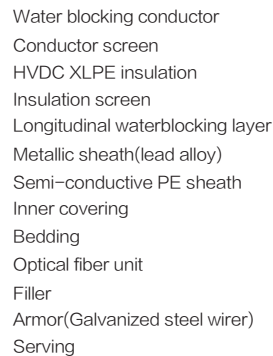 Water blocking conductor
Conductor screen
HVDC XLPE insulation
Insulation screen
Longitudinal waterblocking layer
Metallic sheath(lead alloy)
Semi-conductive PE sheath
Inner covering
Bedding
Optical fiber unit
Filler
Armor(Galvanized steel wirer)
Serving